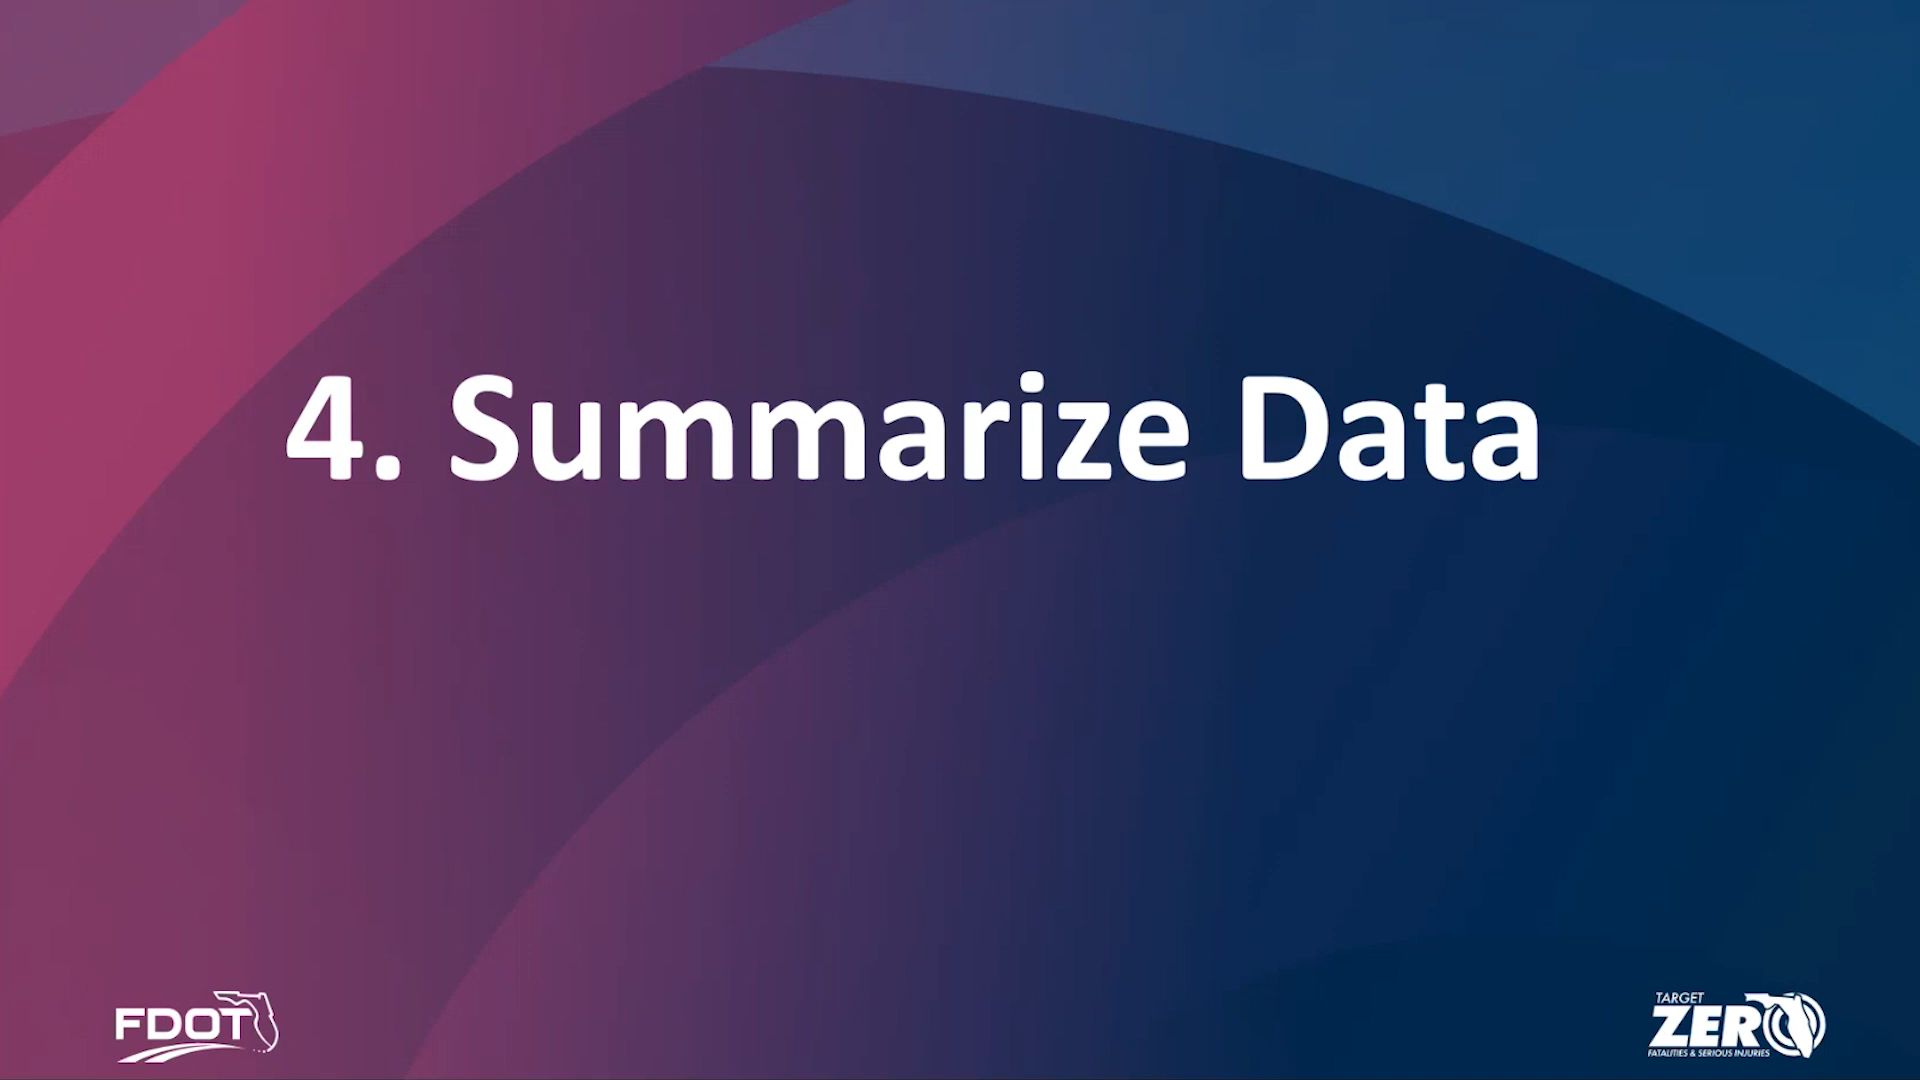 4. Summarize Data
FDOT
TARGET
ZERO
FATALITIES & SERIOUS INJURIES